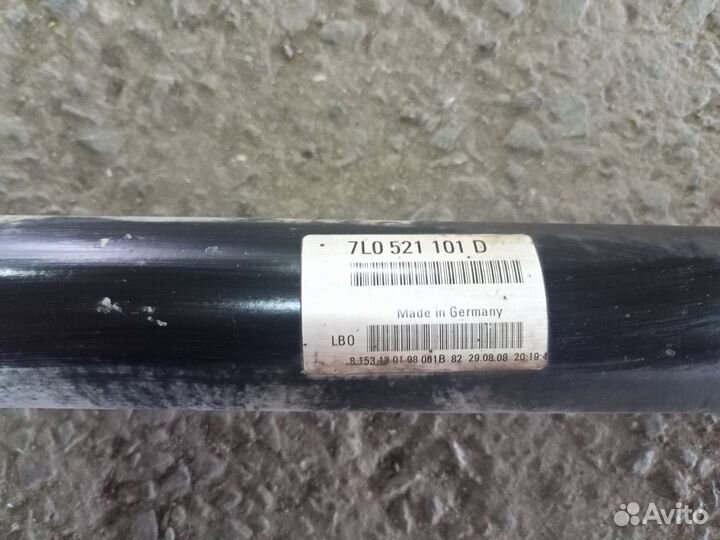 7L0 521 101 D
Made in Germany
LB0
8 153 18 01 98 001B 82 29.08.08 20:19:4
Avito